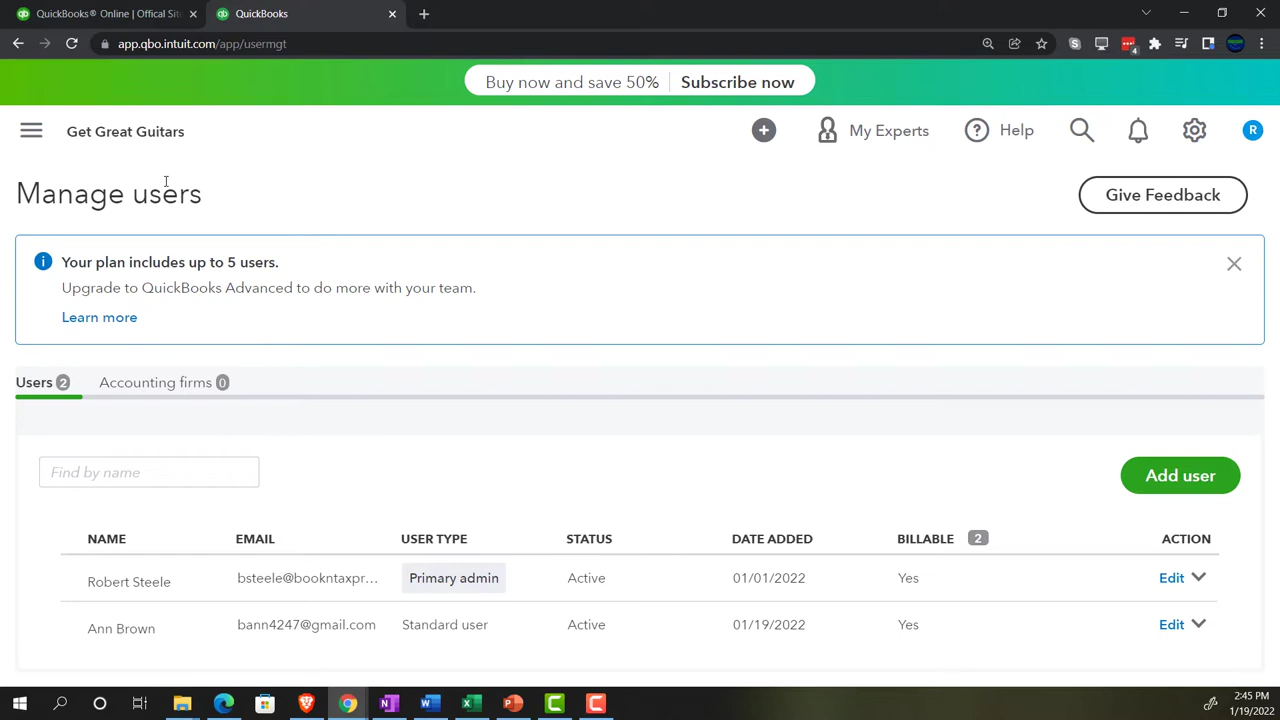 QuickBooks® Online | Offical Sit
QuickBooks
app.qbo.intuit.com/app/usermgt
4
Buy now and save 50% Subscribe now
Get Great Guitars
My Experts
Help
R
Manage users
Give Feedback
Your plan includes up to 5 users.
Upgrade to QuickBooks Advanced to do more with your team.
Learn more
Users 2 Accounting firms 0
Find by name
Add user
NAME EMAIL USER TYPE STATUS DATE ADDED BILLABLE 2 ACTION
Robert Steele bsteele@bookntaxpr... Primary admin Active 01/01/2022 Yes Edit
Ann Brown bann4247@gmail.com Standard user Active 01/19/2022 Yes Edit
2:45 PM
1/19/2022